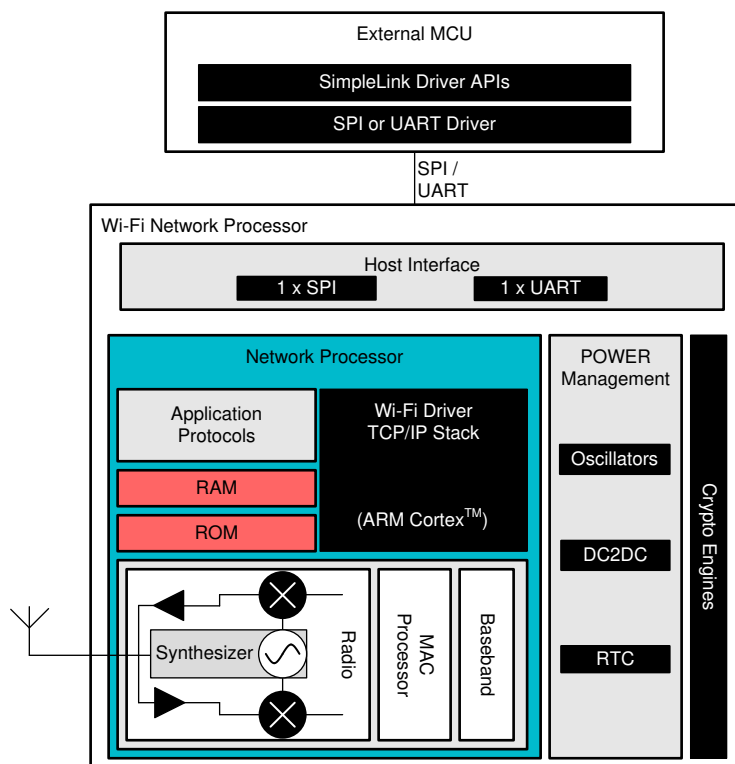 External MCU
SimpleLink Driver APIs
SPI or UART Driver
SPI /
UART
Wi-Fi Network Processor
Host Interface
1 x SPI
1 x UART
Network Processor
POWER
Management
Application
Protocols
Wi-Fi Driver
TCP/IP Stack
(ARM Cortex™)
RAM
ROM
Oscillators
DC2DC
RTC
Crypto Engines
Synthesizer
Radio
MAC
Processor
Baseband